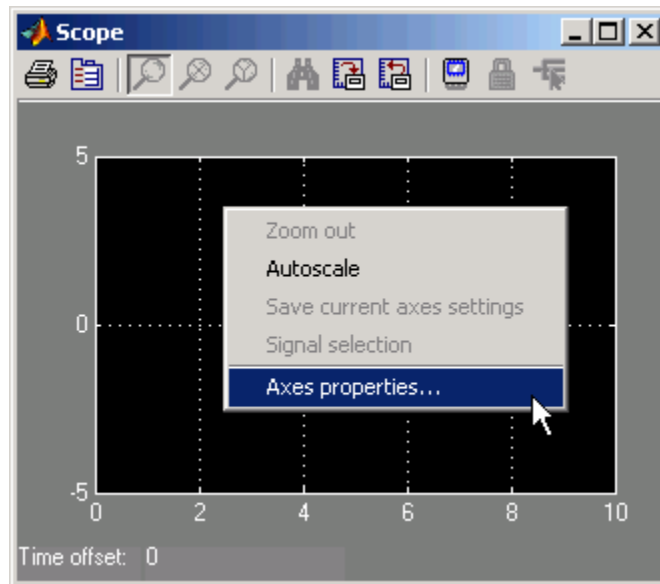 Scope
5
Zoom out
Autoscale
Save current axes settings
0
Signal selection
Axes properties...
-5
0 2 4 6 8 10
Time offset: 0